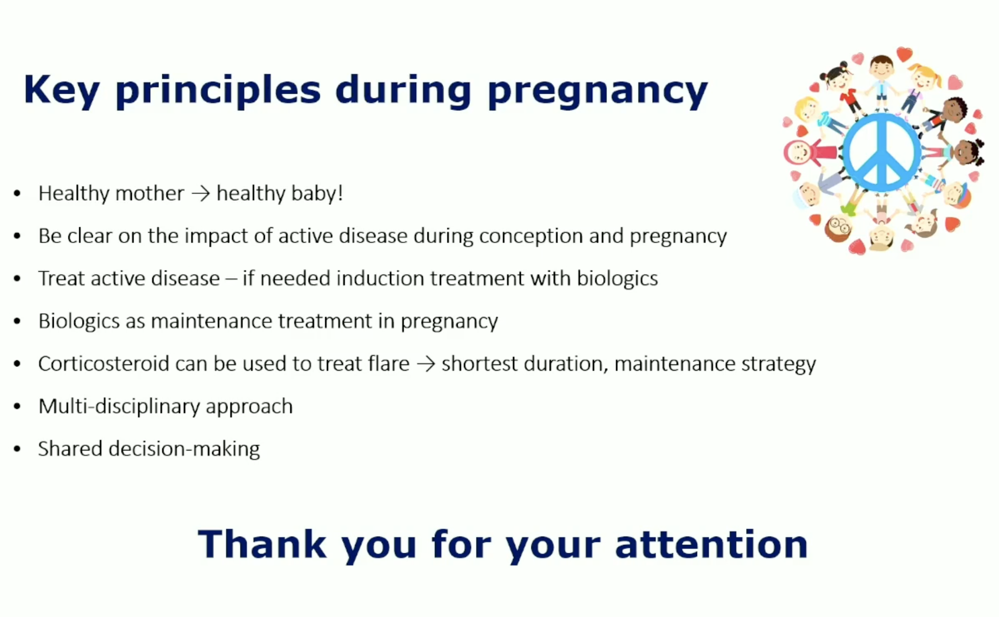 Key principles during pregnancy
• Healthy mother → healthy baby!
• Be clear on the impact of active disease during conception and pregnancy
• Treat active disease – if needed induction treatment with biologics
• Biologics as maintenance treatment in pregnancy
• Corticosteroid can be used to treat flare → shortest duration, maintenance strategy
• Multi-disciplinary approach
• Shared decision-making
Thank you for your attention